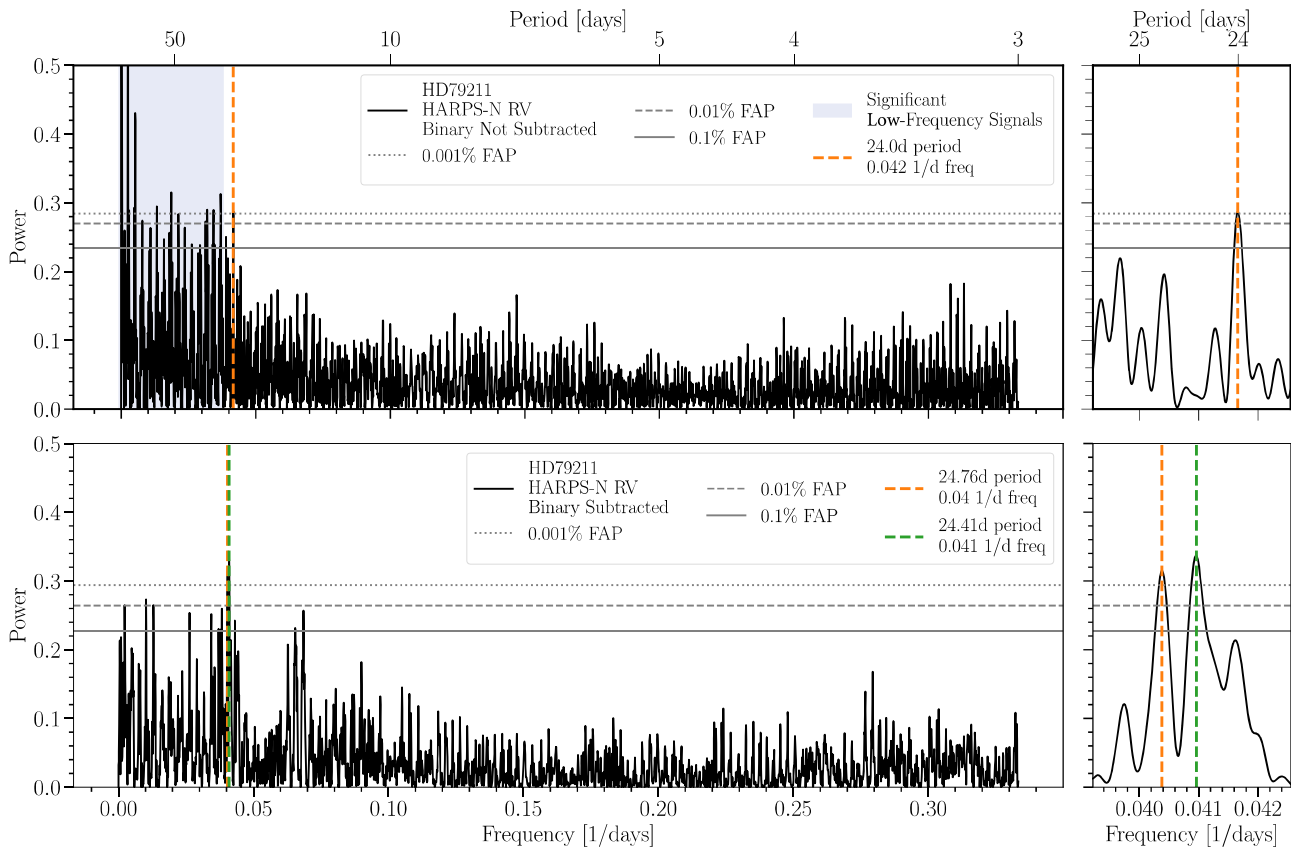 Period [days]
Period [days]
50
10
5
4
3
25
24
0.5
0.4
0.3
0.2
0.1
0.0
Power
HD79211
HARPS-N RV
Binary Not Subtracted
0.001% FAP
0.01% FAP
0.1% FAP
Significant
Low-Frequency Signals
24.0d period
0.042 1/d freq
0.5
0.4
0.3
0.2
0.1
0.0
Power
HD79211
HARPS-N RV
Binary Subtracted
0.001% FAP
0.01% FAP
0.1% FAP
24.76d period
0.04 1/d freq
24.41d period
0.041 1/d freq
0.00
0.05
0.10
0.15
0.20
0.25
0.30
0.040
0.041
0.042
Frequency [1/days]
Frequency [1/days]